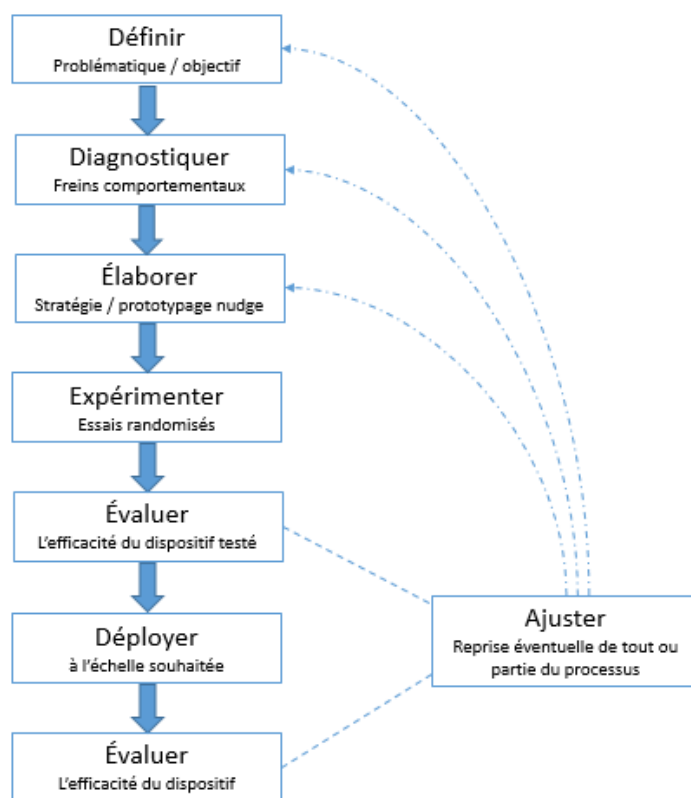 Définir
Problématique / objectif
Diagnostiquer
Freins comportementaux
Élaborer
Stratégie / prototypage nudge
Expérimenter
Essais randomisés
Évaluer
L'efficacité du dispositif testé
Déployer
à l'échelle souhaitée
Évaluer
L'efficacité du dispositif
Ajuster
Reprise éventuelle de tout ou
partie du processus